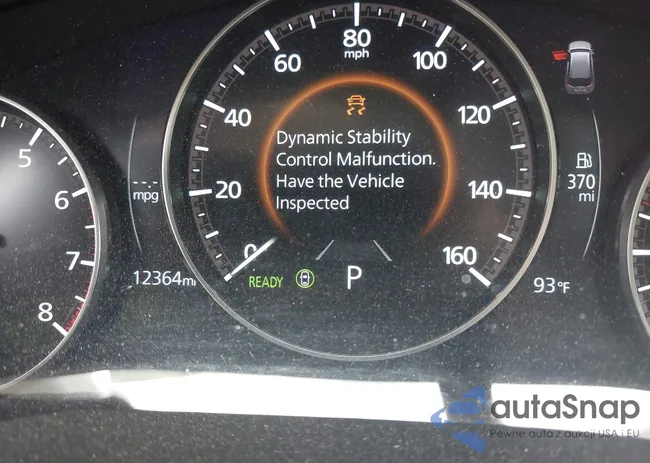 80
mph
60
100
40
120
20
140
0
160
5
6
7
8
Dynamic Stability
Control Malfunction.
Have the Vehicle
Inspected
--.-
mpg
370
mi
12364mi
READY
P
93°F
autaSnap
Pewne auto z aukcji USA i EU